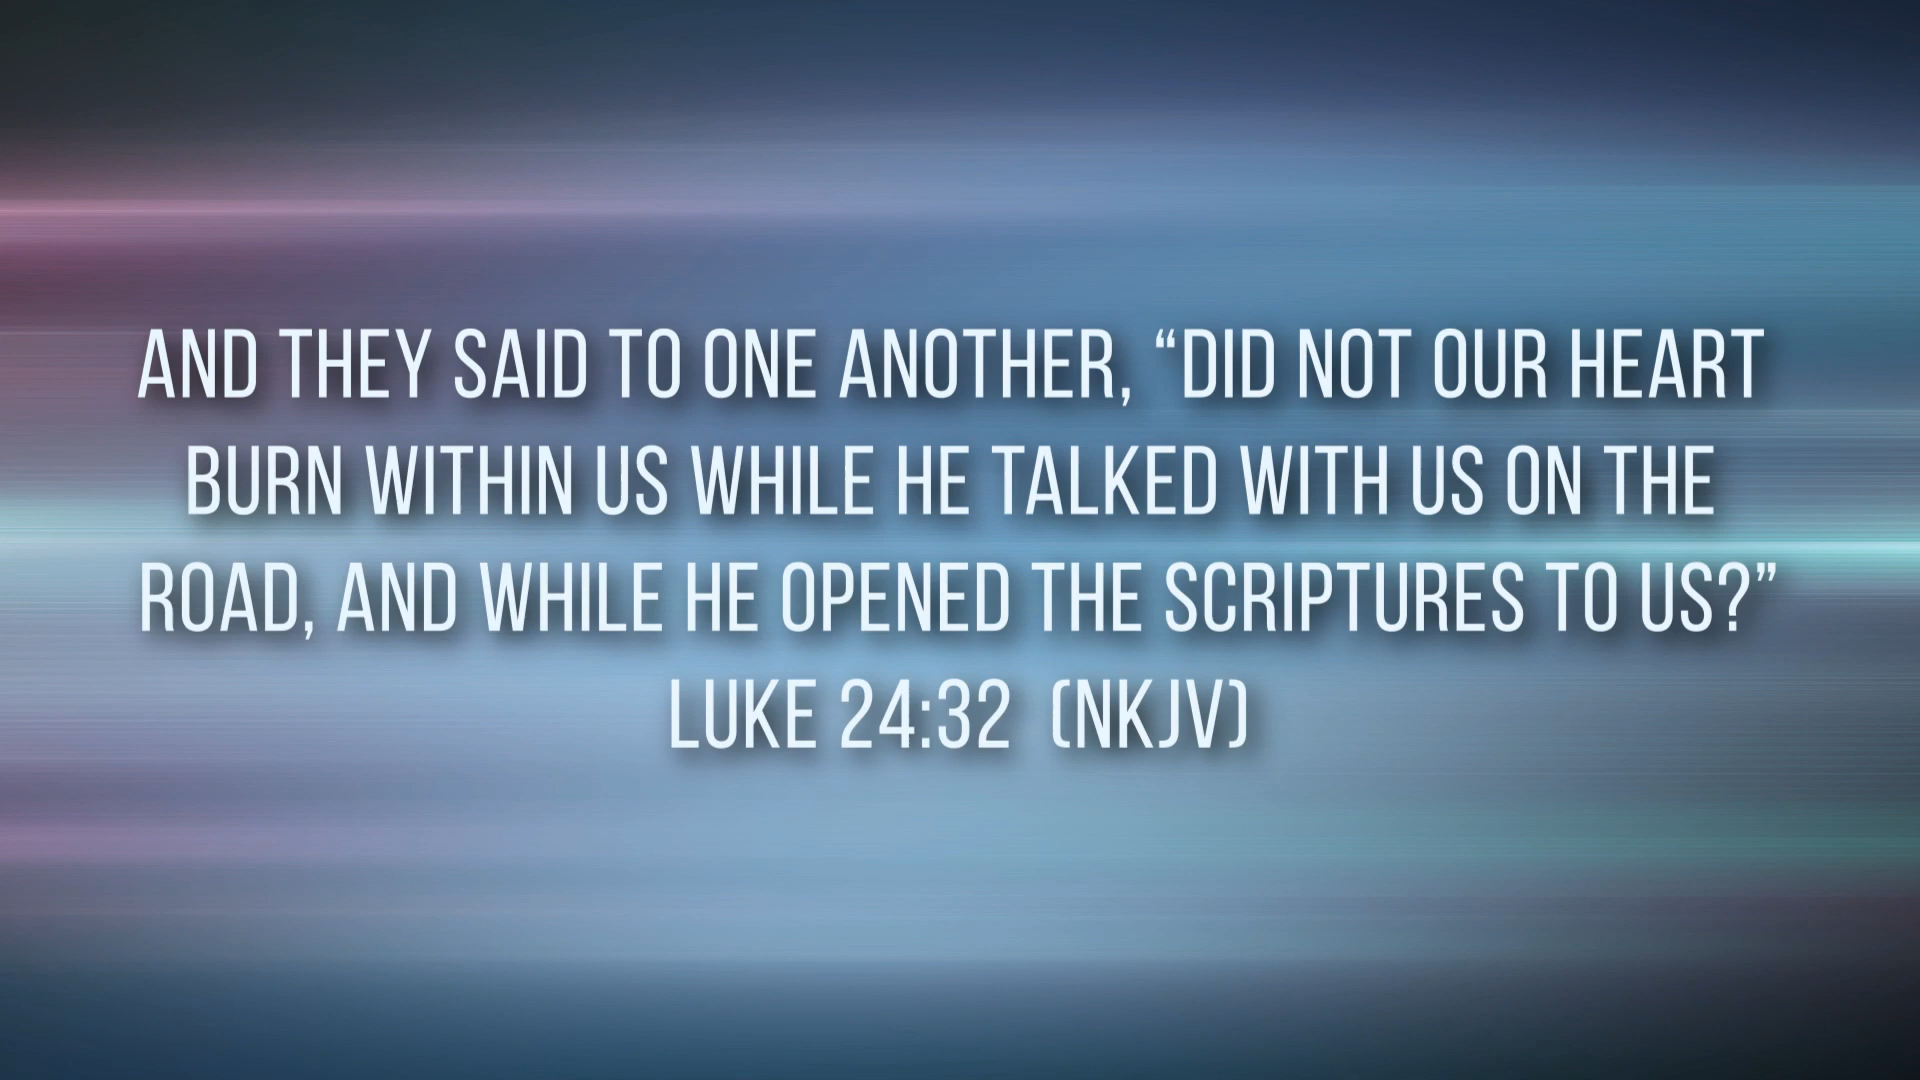 AND THEY SAID TO ONE ANOTHER, “DID NOT OUR HEART
BURN WITHIN US WHILE HE TALKED WITH US ON THE
ROAD, AND WHILE HE OPENED THE SCRIPTURES TO US?”
LUKE 24:32 (NKJV)